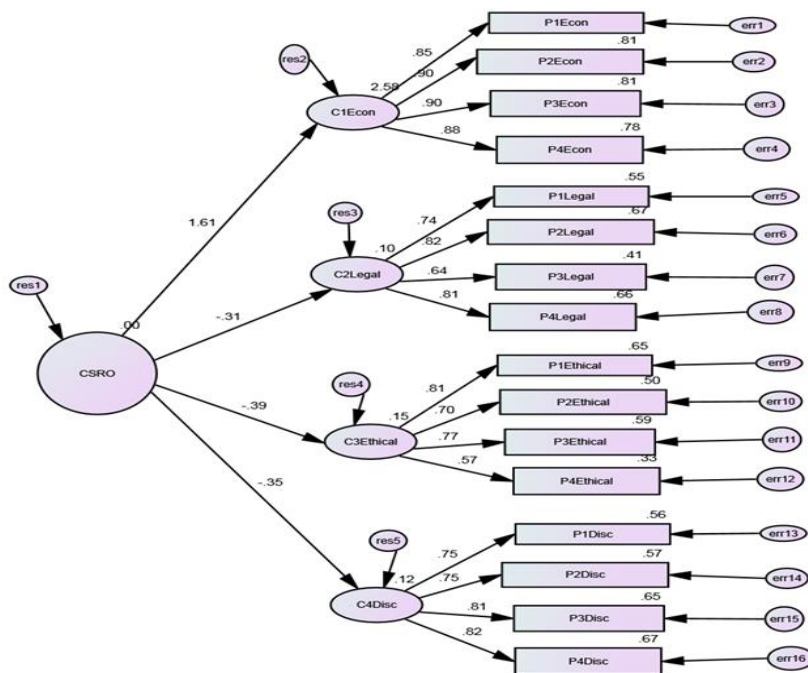 P1Econ
err1
.81
.85
res2
P2Econ
err2
.90
.81
2.58
C1Econ
.90
P3Econ
err3
.88
.78
P4Econ
err4
.55
P1Legal
err5
res3
.74
.67
1.61
P2Legal
err6
.10
.82
.41
C2Legal
.64
P3Legal
err7
res1
.81
.66
P4Legal
err8
.00
-.31
.65
CSRO
P1Ethical
err9
res4
.81
.50
-.39
.15
.70
P2Ethical
err10
.59
C3Ethical
.77
P3Ethical
err11
.57
.33
P4Ethical
err12
-.35
.56
P1Disc
err13
res5
.75
.57
.12
.75
P2Disc
err14
.65
C4Disc
.81
P3Disc
err15
.82
.67
P4Disc
err16